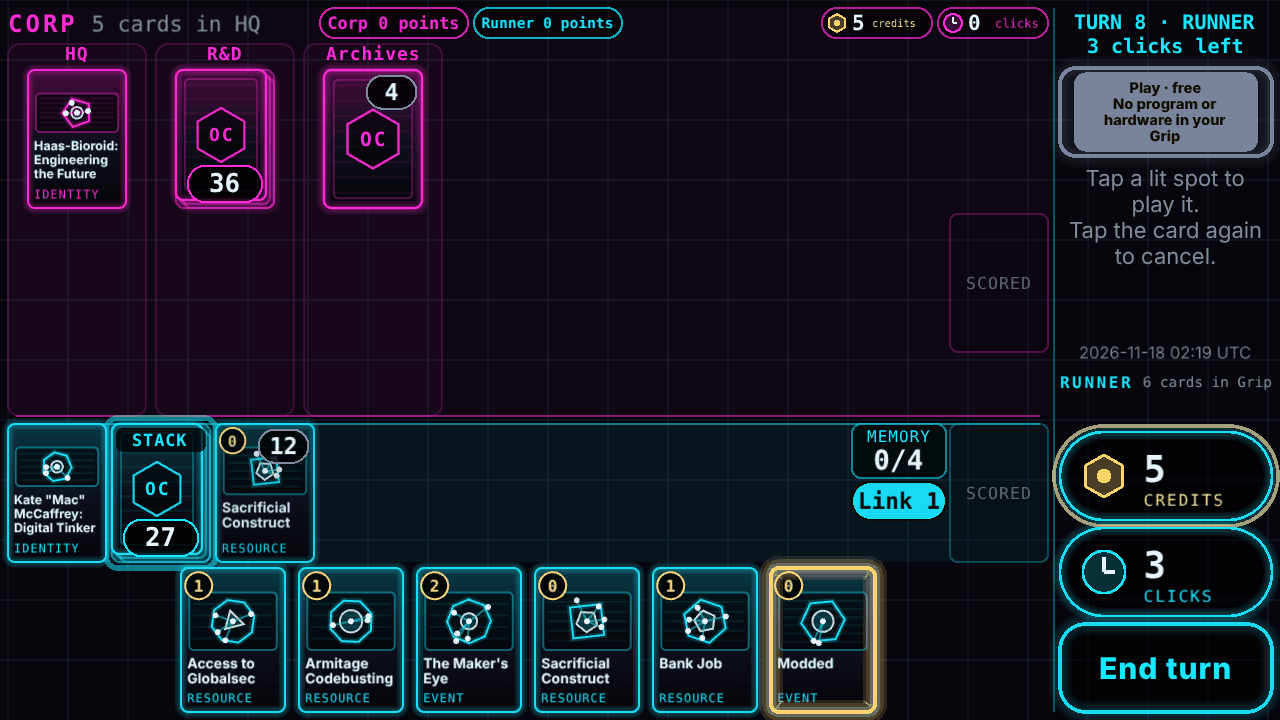 CORP 5 cards in HQ
Corp 0 points
Runner 0 points
5 credits
0 clicks
HQ
R&D
Archives
Haas-Bioroid:
Engineering
the Future
IDENTITY
OC
36
4
OC
SCORED
TURN 8 · RUNNER
3 clicks left
Play · free
No program or
hardware in your
Grip
Tap a lit spot to
play it.
Tap the card again
to cancel.
2026-11-18 02:19 UTC
RUNNER 6 cards in Grip
Kate "Mac"
McCaffrey:
Digital Tinker
IDENTITY
STACK
OC
27
0
12
Sacrificial
Construct
RESOURCE
MEMORY
0/4
Link 1
SCORED
5
CREDITS
3
CLICKS
End turn
1
Access to
Globalsec
RESOURCE
1
Armitage
Codebusting
RESOURCE
2
The Maker's
Eye
EVENT
0
Sacrificial
Construct
RESOURCE
1
Bank Job
RESOURCE
0
Modded
EVENT